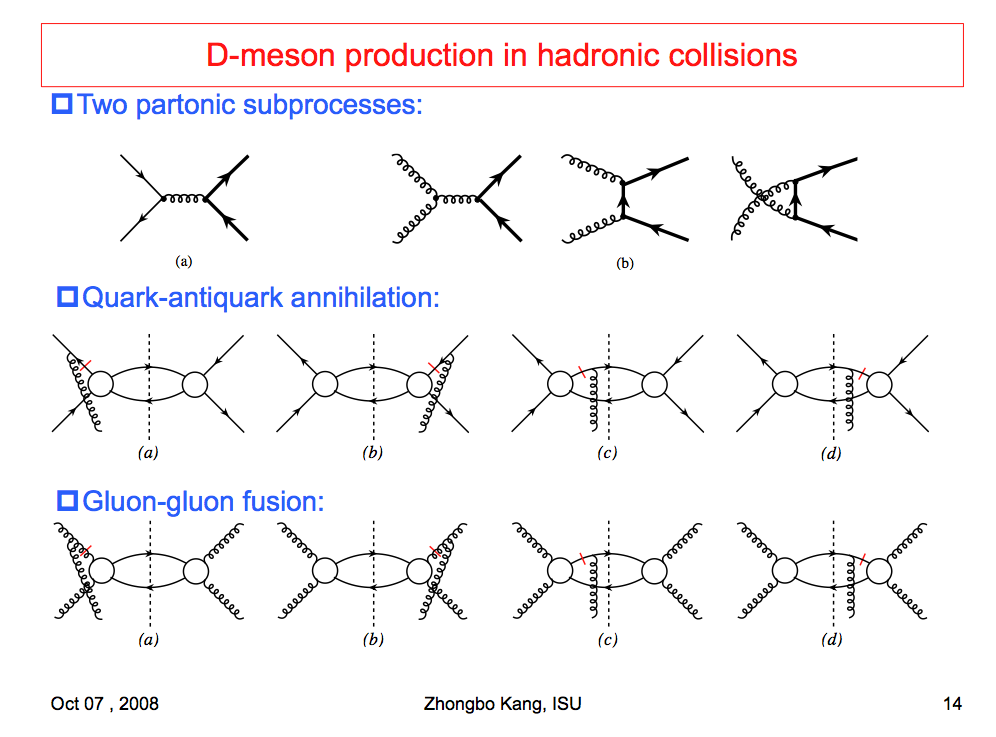 D-meson production in hadronic collisions
Two partonic subprocesses:
(a) (b)
Quark-antiquark annihilation:
(a) (b) (c) (d)
Gluon-gluon fusion:
(a) (b) (c) (d)
Oct 07 , 2008 Zhongbo Kang, ISU 14